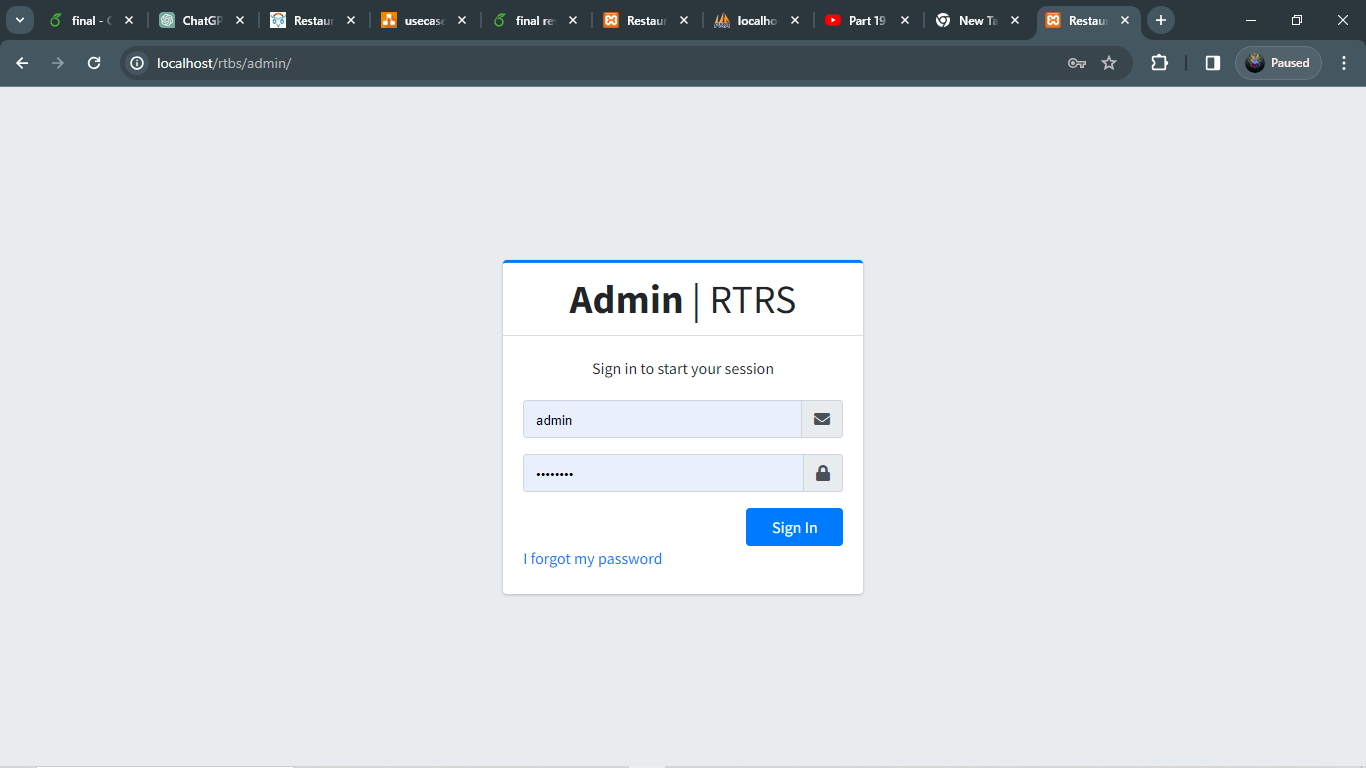 final - 
ChatGP
Restaur
usecase
final rev
Restaur
localho
Part 19
New Ta
Restaur
localhost/rtbs/admin/
Paused
Admin | RTRS
Sign in to start your session
admin
••••••••
Sign In
I forgot my password